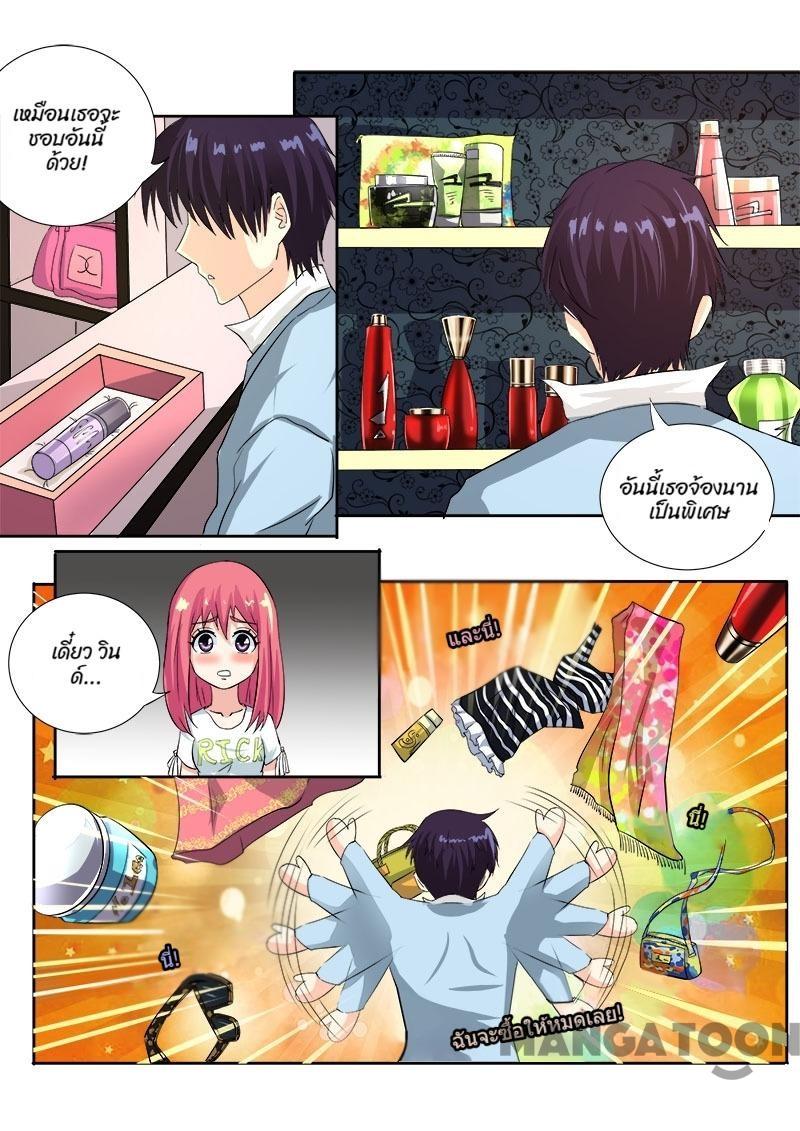 เหมือนเธอจะ
ชอบอันนี้
ด้วย!
อันนี้เธอจ้องนาน
เป็นพิเศษ
เดี๋ยว วิน
ด์...
RICH
และนี่!
นี่!
นี่!
ฉันจะซื้อให้หมดเลย!
MANGATOON